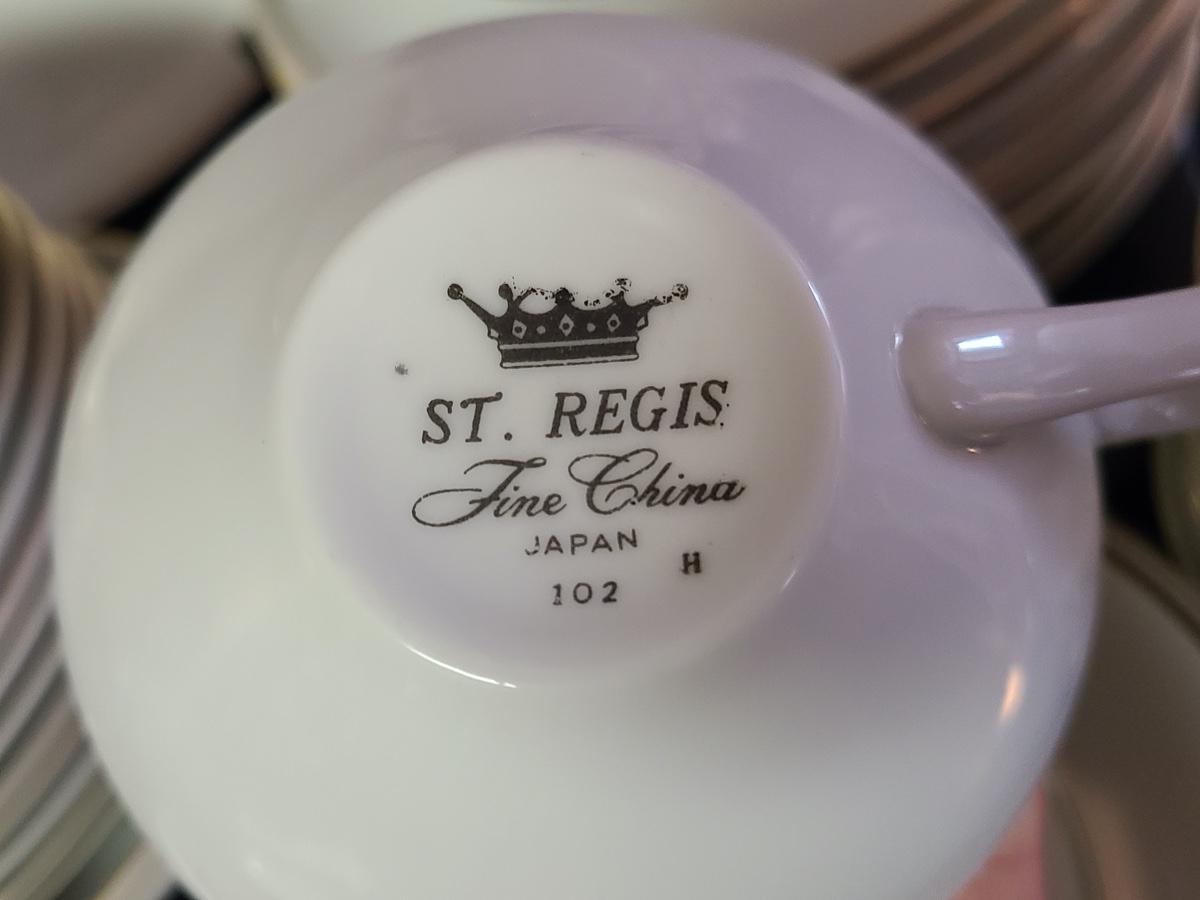 ST. REGIS
Fine China
JAPAN
H
102